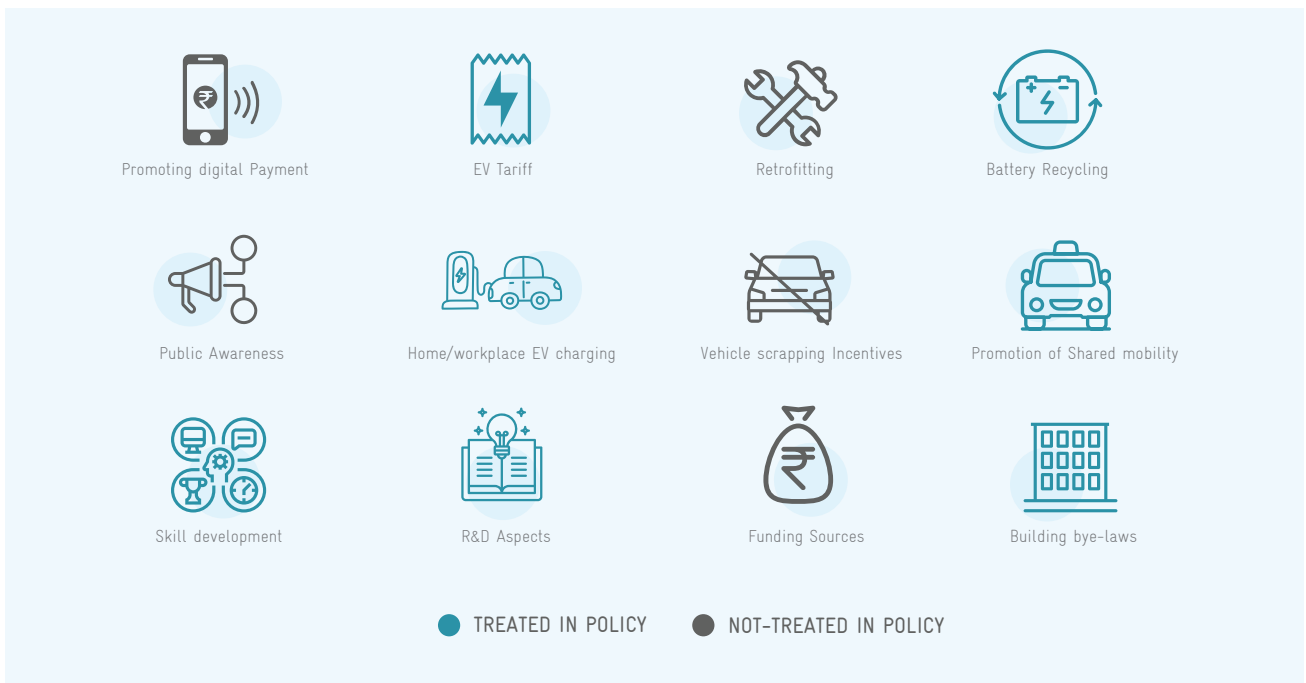 Promoting digital Payment
EV Tariff
Retrofitting
Battery Recycling
Public Awareness
Home/workplace EV charging
Vehicle scrapping Incentives
Promotion of Shared mobility
Skill development
R&D Aspects
Funding Sources
Building bye-laws
TREATED IN POLICY
NOT-TREATED IN POLICY